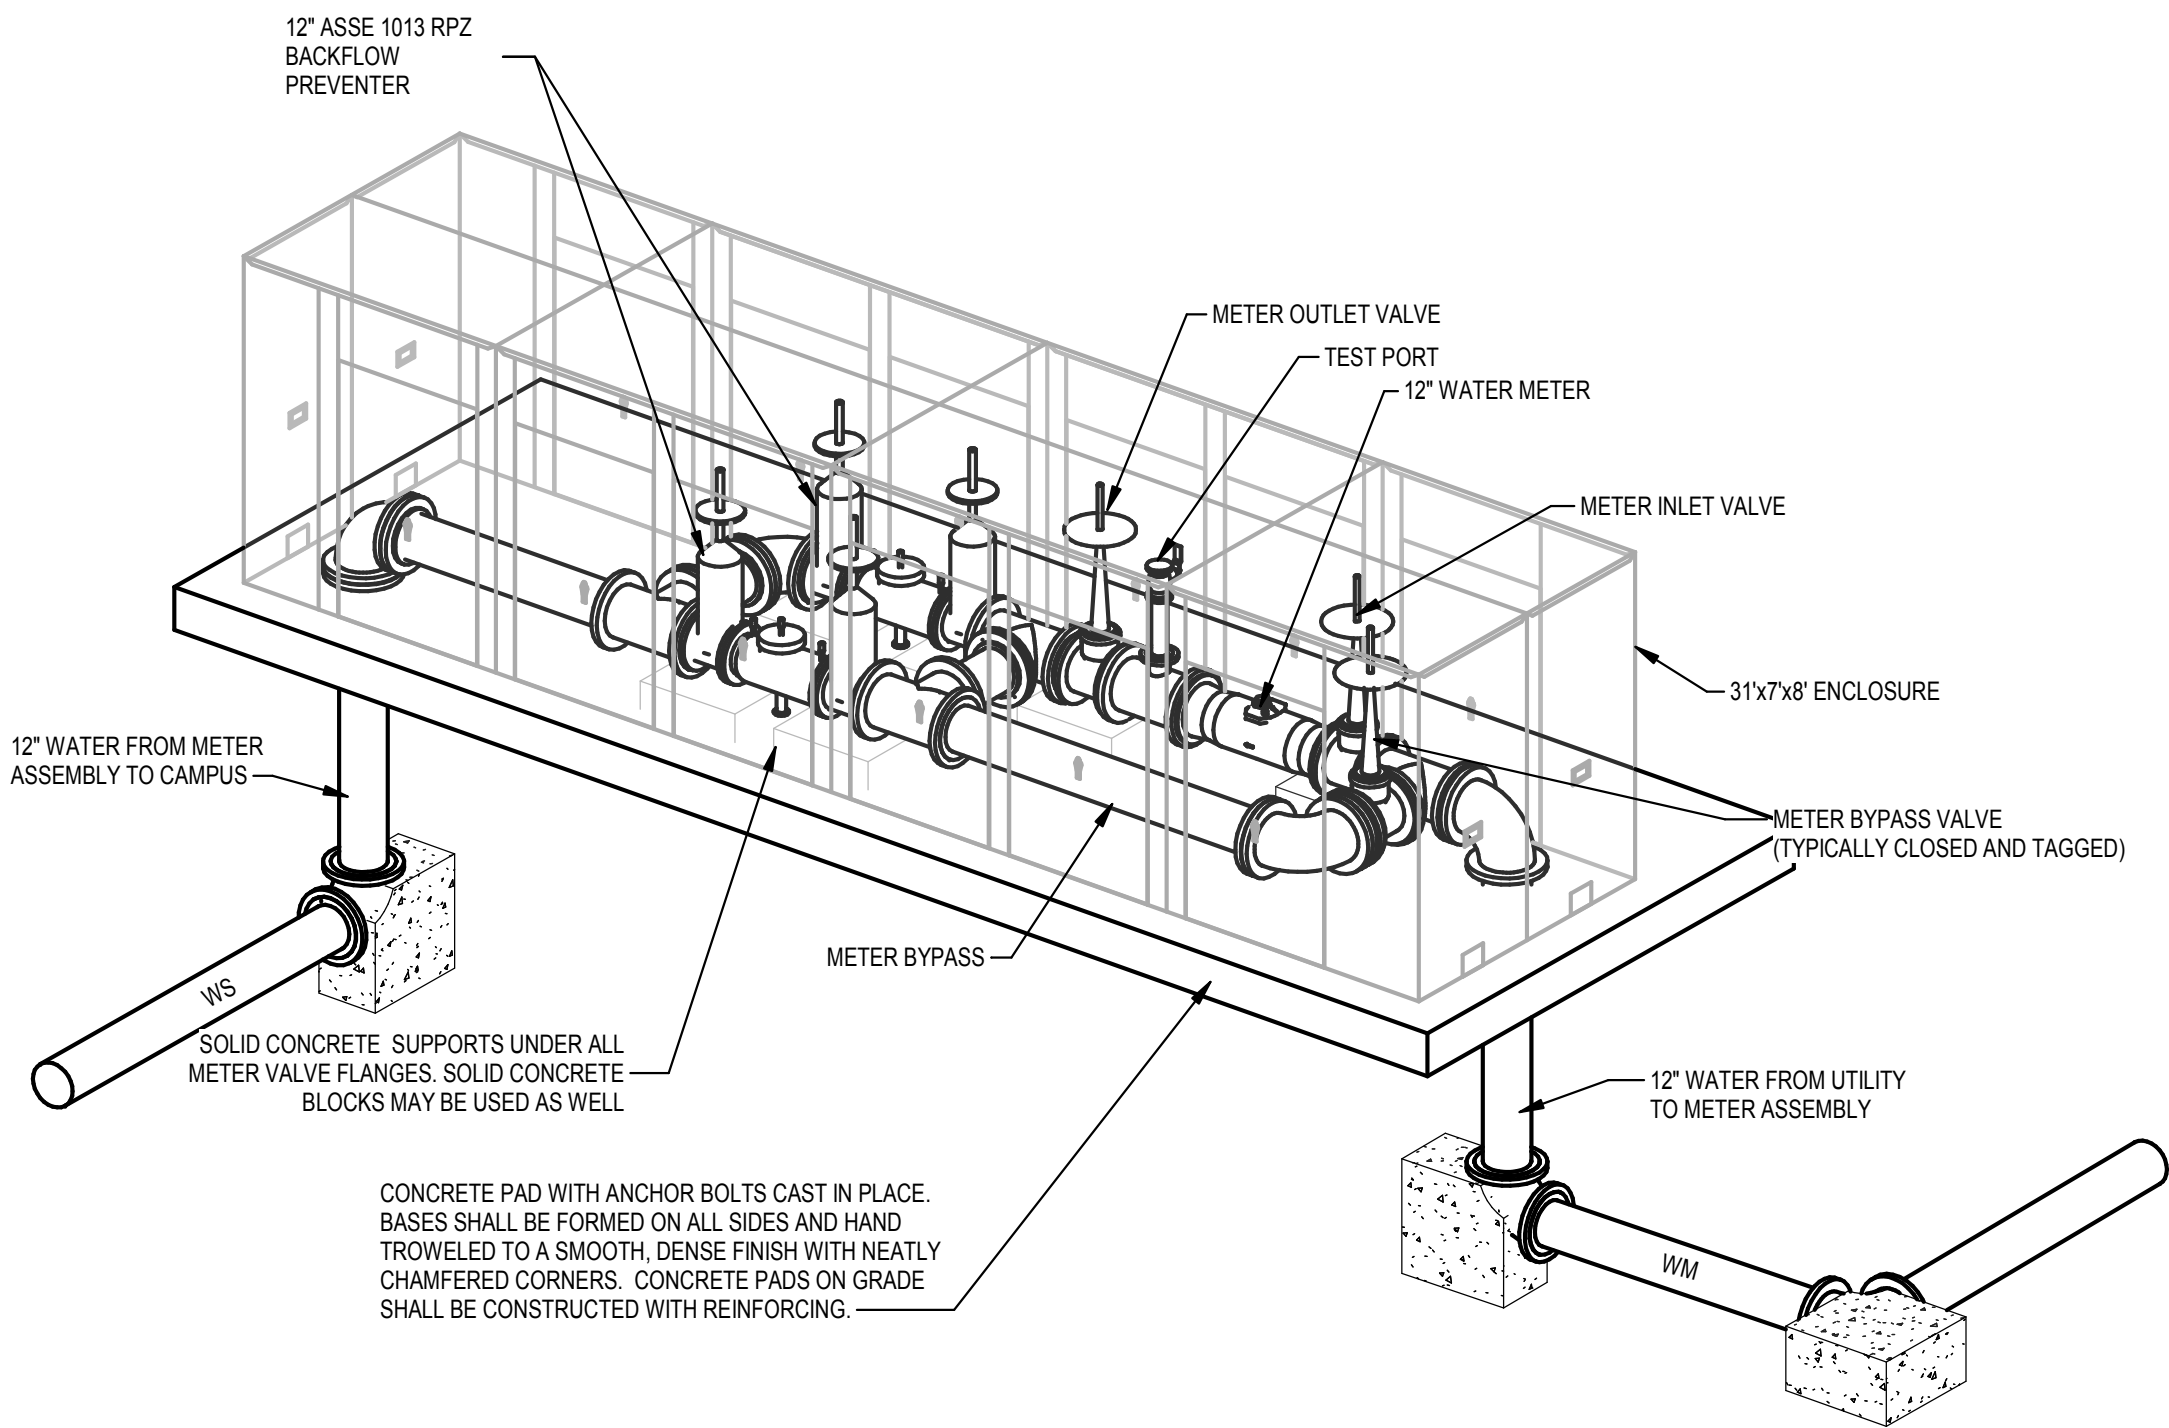 12" ASSE 1013 RPZ
BACKFLOW
PREVENTER
METER OUTLET VALVE
TEST PORT
12" WATER METER
METER INLET VALVE
31'x7'x8' ENCLOSURE
12" WATER FROM METER
ASSEMBLY TO CAMPUS
METER BYPASS VALVE
(TYPICALLY CLOSED AND TAGGED)
METER BYPASS
WS
SOLID CONCRETE SUPPORTS UNDER ALL
METER VALVE FLANGES. SOLID CONCRETE
BLOCKS MAY BE USED AS WELL
12" WATER FROM UTILITY
TO METER ASSEMBLY
CONCRETE PAD WITH ANCHOR BOLTS CAST IN PLACE.
BASES SHALL BE FORMED ON ALL SIDES AND HAND
TROWELED TO A SMOOTH, DENSE FINISH WITH NEATLY
CHAMFERED CORNERS. CONCRETE PADS ON GRADE
SHALL BE CONSTRUCTED WITH REINFORCING.
WM